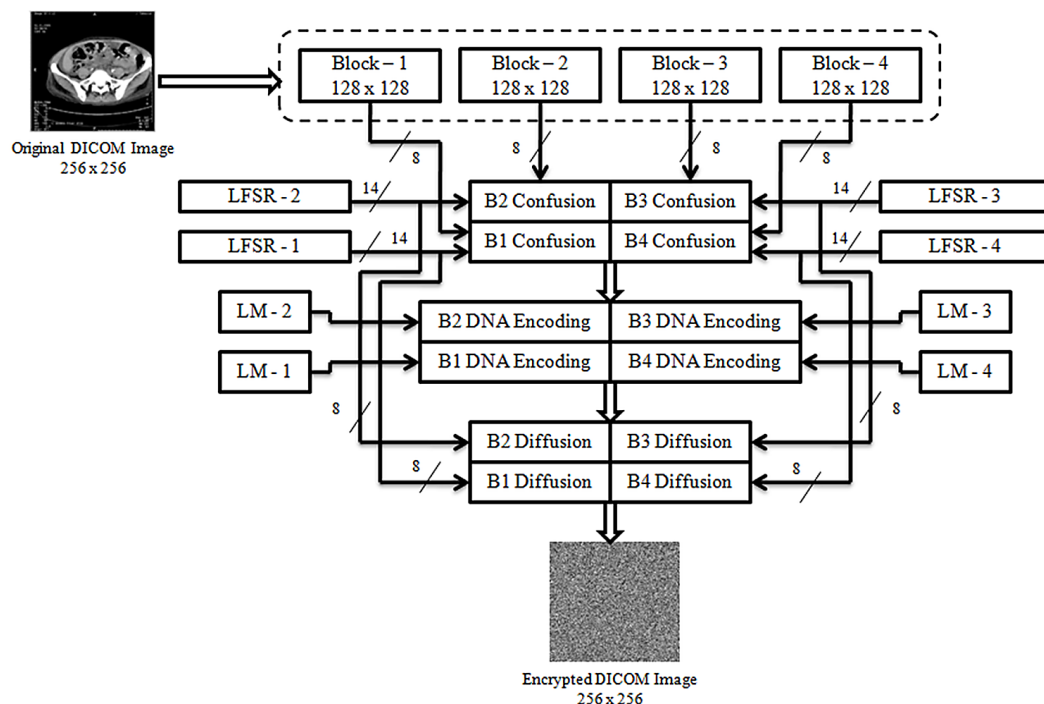 Original DICOM Image
256 x 256
Block – 1
128 x 128
Block – 2
128 x 128
Block – 3
128 x 128
Block – 4
128 x 128
8
8
8
8
LFSR - 2
14
B2 Confusion
B3 Confusion
14
LFSR - 3
LFSR - 1
14
B1 Confusion
B4 Confusion
14
LFSR - 4
LM - 2
B2 DNA Encoding
B3 DNA Encoding
LM - 3
LM - 1
B1 DNA Encoding
B4 DNA Encoding
LM - 4
8
8
B2 Diffusion
B3 Diffusion
8
B1 Diffusion
B4 Diffusion
8
Encrypted DICOM Image
256 x 256